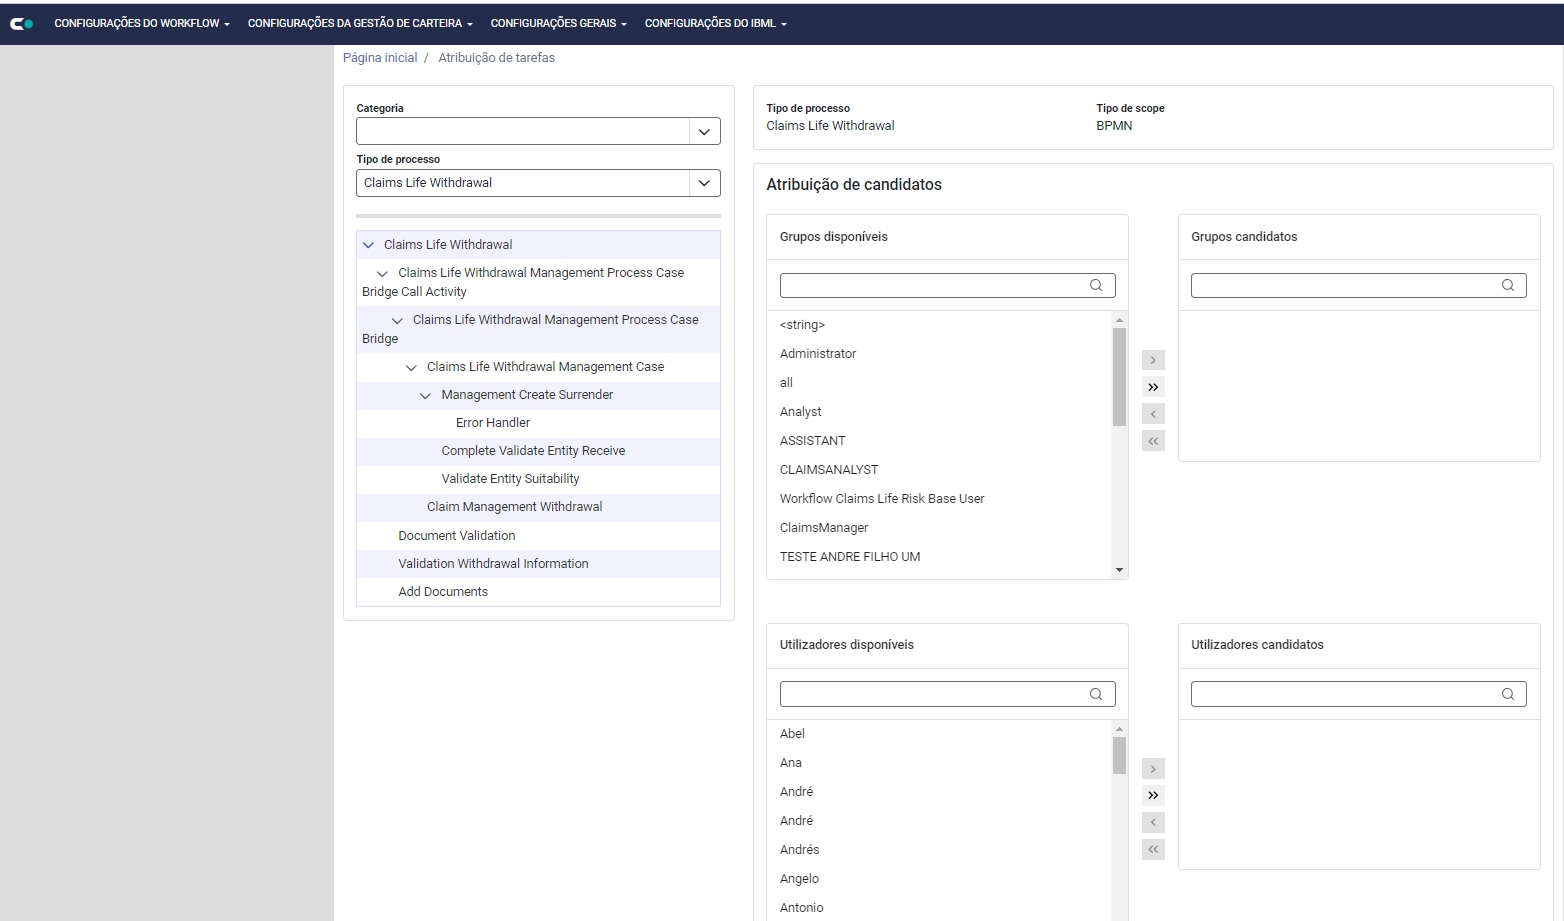 CONFIGURAÇÕES DO WORKFLOW
CONFIGURAÇÕES DA GESTÃO DE CARTEIRA
CONFIGURAÇÕES GERAIS
CONFIGURAÇÕES DO IBML
Página inicial / Atribuição de tarefas
Categoria
Tipo de processo
Claims Life Withdrawal
Claims Life Withdrawal
Claims Life Withdrawal Management Process Case
Bridge Call Activity
Claims Life Withdrawal Management Process Case
Bridge
Claims Life Withdrawal Management Case
Management Create Surrender
Error Handler
Complete Validate Entity Receive
Validate Entity Suitability
Claim Management Withdrawal
Document Validation
Validation Withdrawal Information
Add Documents
Tipo de processo
Claims Life Withdrawal
Tipo de scope
BPMN
Atribuição de candidatos
Grupos disponíveis
<string>
Administrator
all
Analyst
ASSISTANT
CLAIMSANALYST
Workflow Claims Life Risk Base User
ClaimsManager
TESTE ANDRE FILHO UM
Grupos candidatos
Utilizadores disponíveis
Abel
Ana
André
André
Andrés
Angelo
Antonio
Utilizadores candidatos